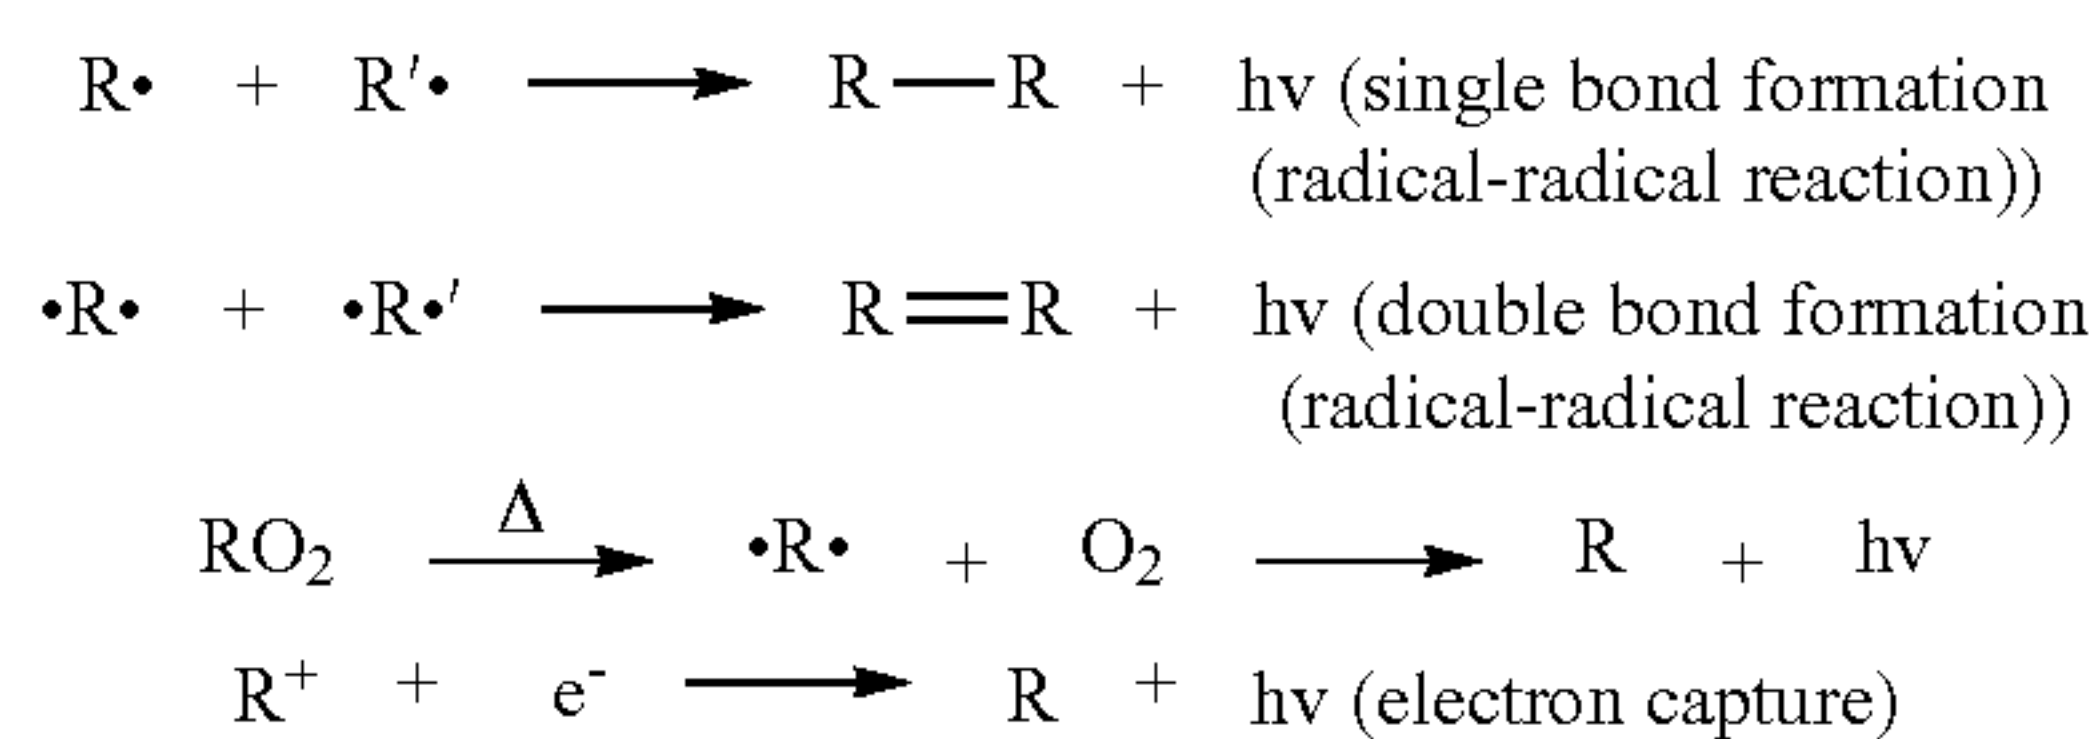 R• + R′• ⟶ R—R + hv (single bond formation
(radical-radical reaction))
•R• + •R•′ ⟶ R=R + hv (double bond formation
(radical-radical reaction))
Δ
RO₂ ⟶ •R• + O₂ ⟶ R + hv
R⁺ + e⁻ ⟶ R + hv (electron capture)